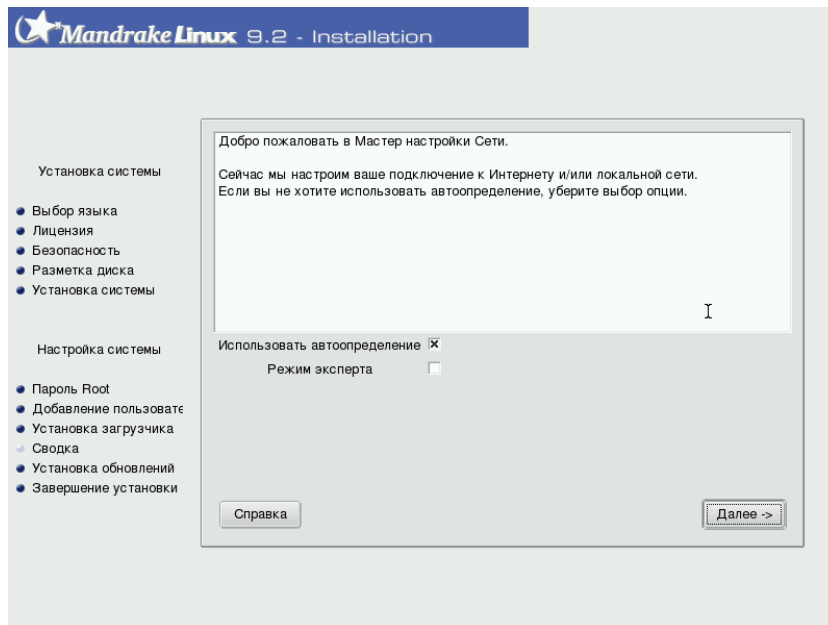 Mandrake Linux 9.2 - Installation
Установка системы
Выбор языка
Лицензия
Безопасность
Разметка диска
Установка системы
Настройка системы
Пароль Root
Добавление пользовате
Установка загрузчика
Сводка
Установка обновлений
Завершение установки
Добро пожаловать в Мастер настройки Сети.
Сейчас мы настроим ваше подключение к Интернету и/или локальной сети.
Если вы не хотите использовать автоопределение, уберите выбор опции.
Использовать автоопределение
Режим эксперта
Справка
Далее ->